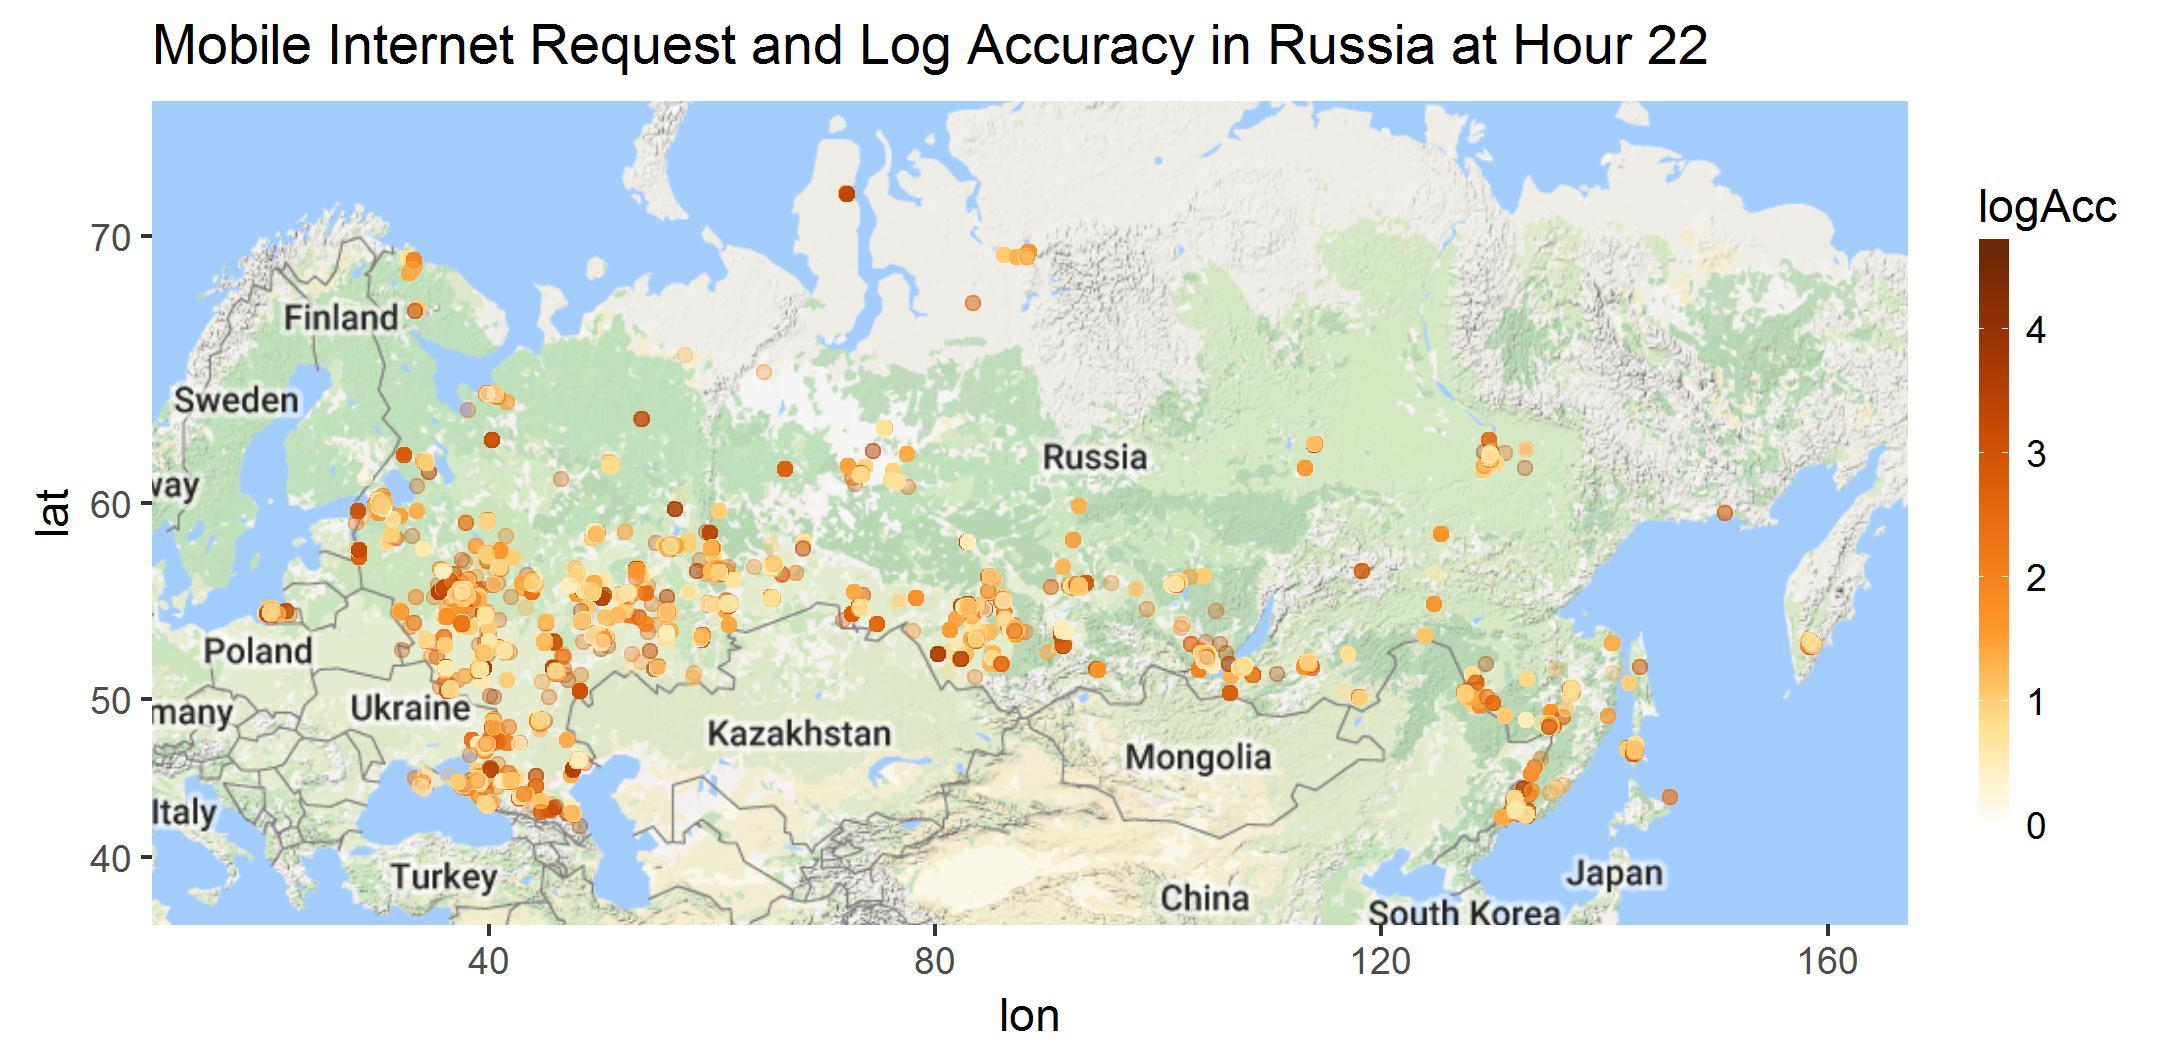 Mobile Internet Request and Log Accuracy in Russia at Hour 22
logAcc
70
Finland
4
Sweden
Russia
3
way
60
lat
2
Poland
50
many
Ukraine
Kazakhstan
Mongolia
1
Italy
0
40
Turkey
China
Japan
South Korea
40
80
120
160
lon